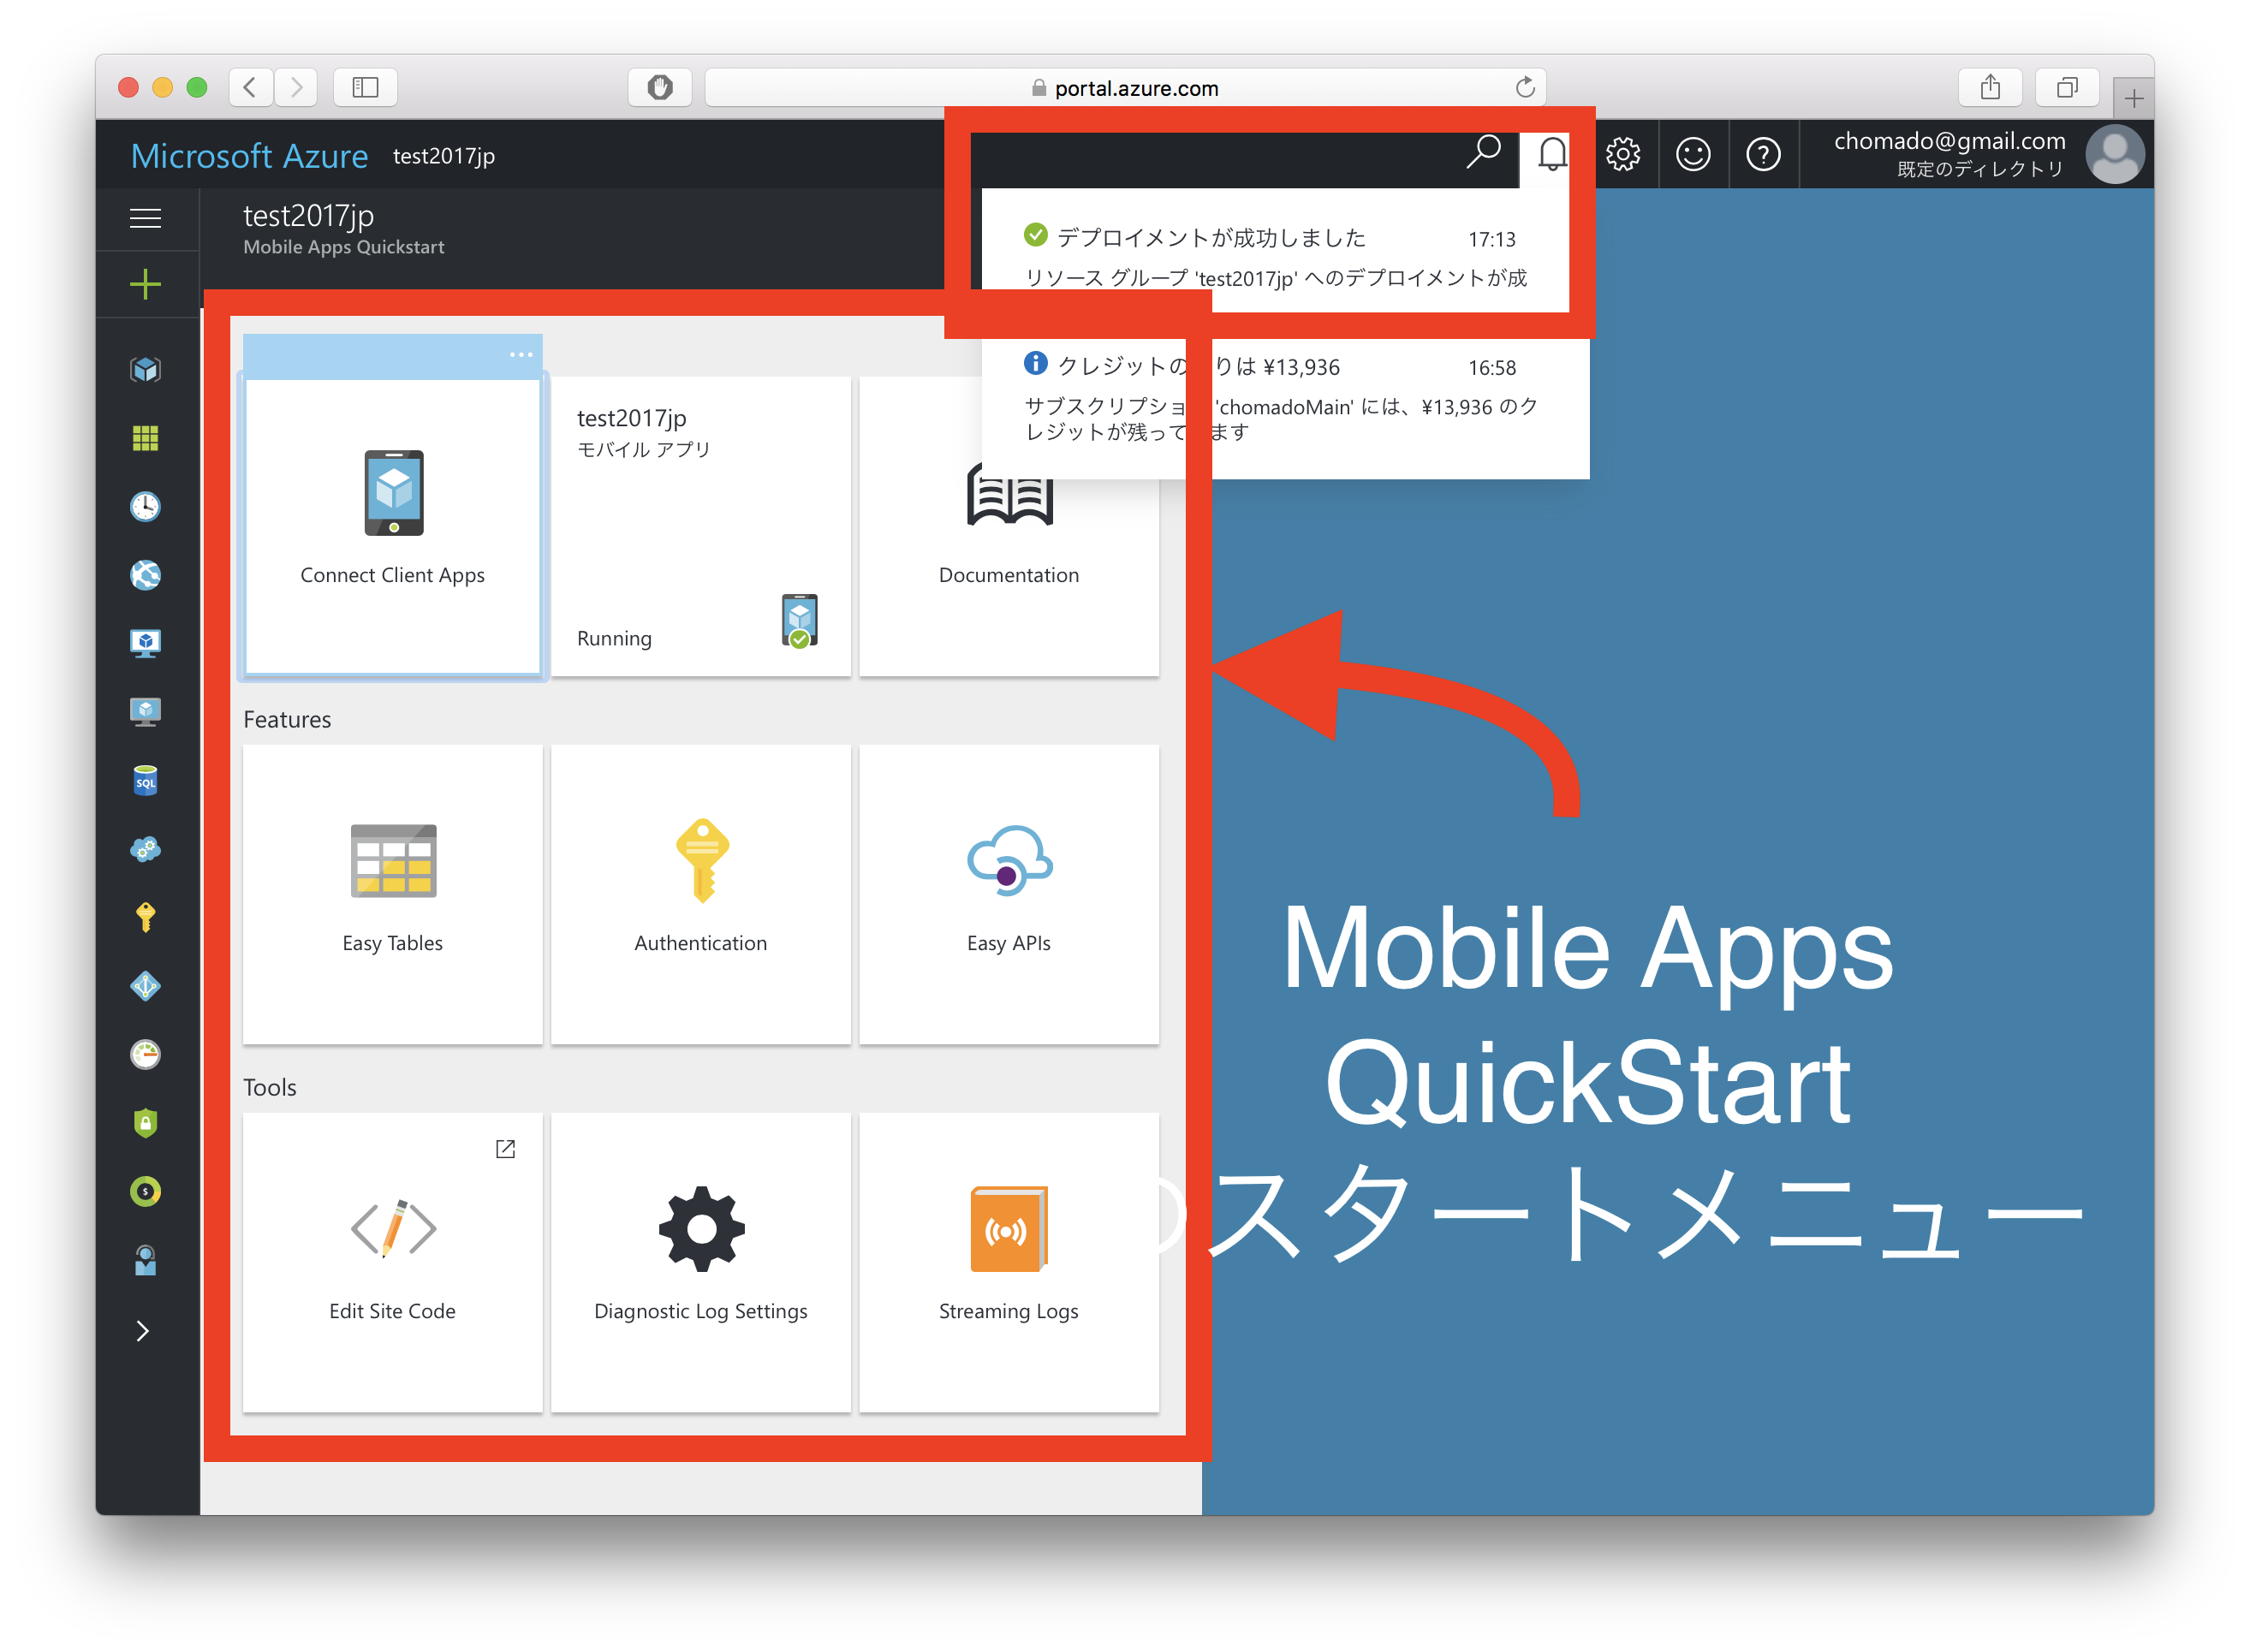 portal.azure.com
Microsoft Azure test2017jp
chomado@gmail.com
既定のディレクトリ
test2017jp
Mobile Apps Quickstart
デプロイメントが成功しました 17:13
リソース グループ 'test2017jp' へのデプロイメントが成
クレジットの りは ¥13,936 16:58
サブスクリプショ 'chomadoMain' には、¥13,936 のク
レジットが残って ます
Connect Client Apps
test2017jp
モバイル アプリ
Running
Documentation
Features
Easy Tables
Authentication
Easy APIs
Tools
Edit Site Code
Diagnostic Log Settings
Streaming Logs
SQL
Mobile Apps
QuickStart
スタートメニュー